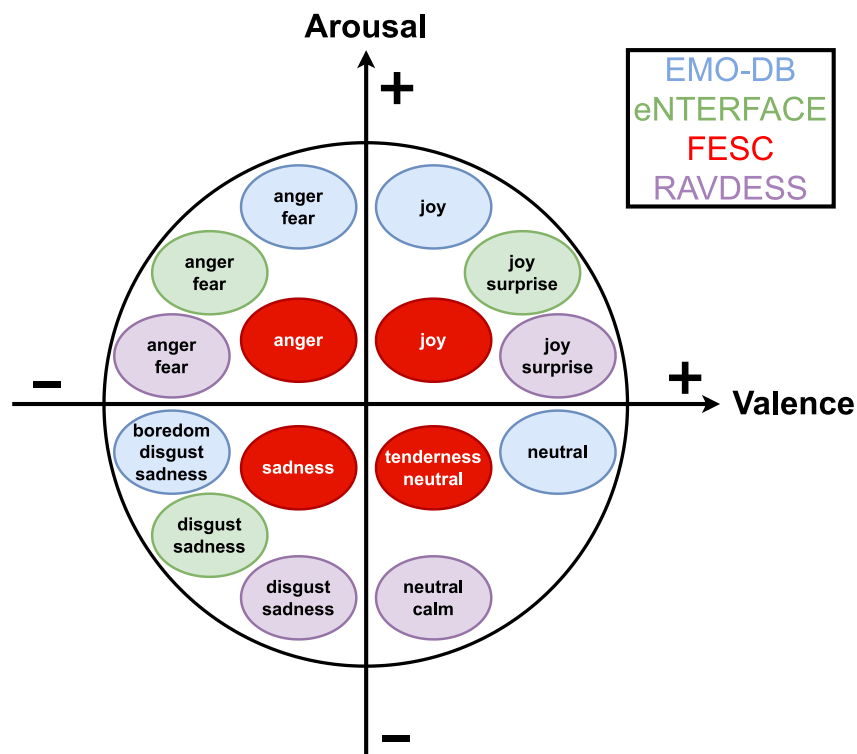 Arousal
+
EMO-DB
eNTERFACE
FESC
RAVDESS
anger
fear
joy
anger
fear
joy
surprise
anger
fear
anger
joy
joy
surprise
−
+
Valence
boredom
disgust
sadness
sadness
tenderness
neutral
neutral
disgust
sadness
disgust
sadness
neutral
calm
−